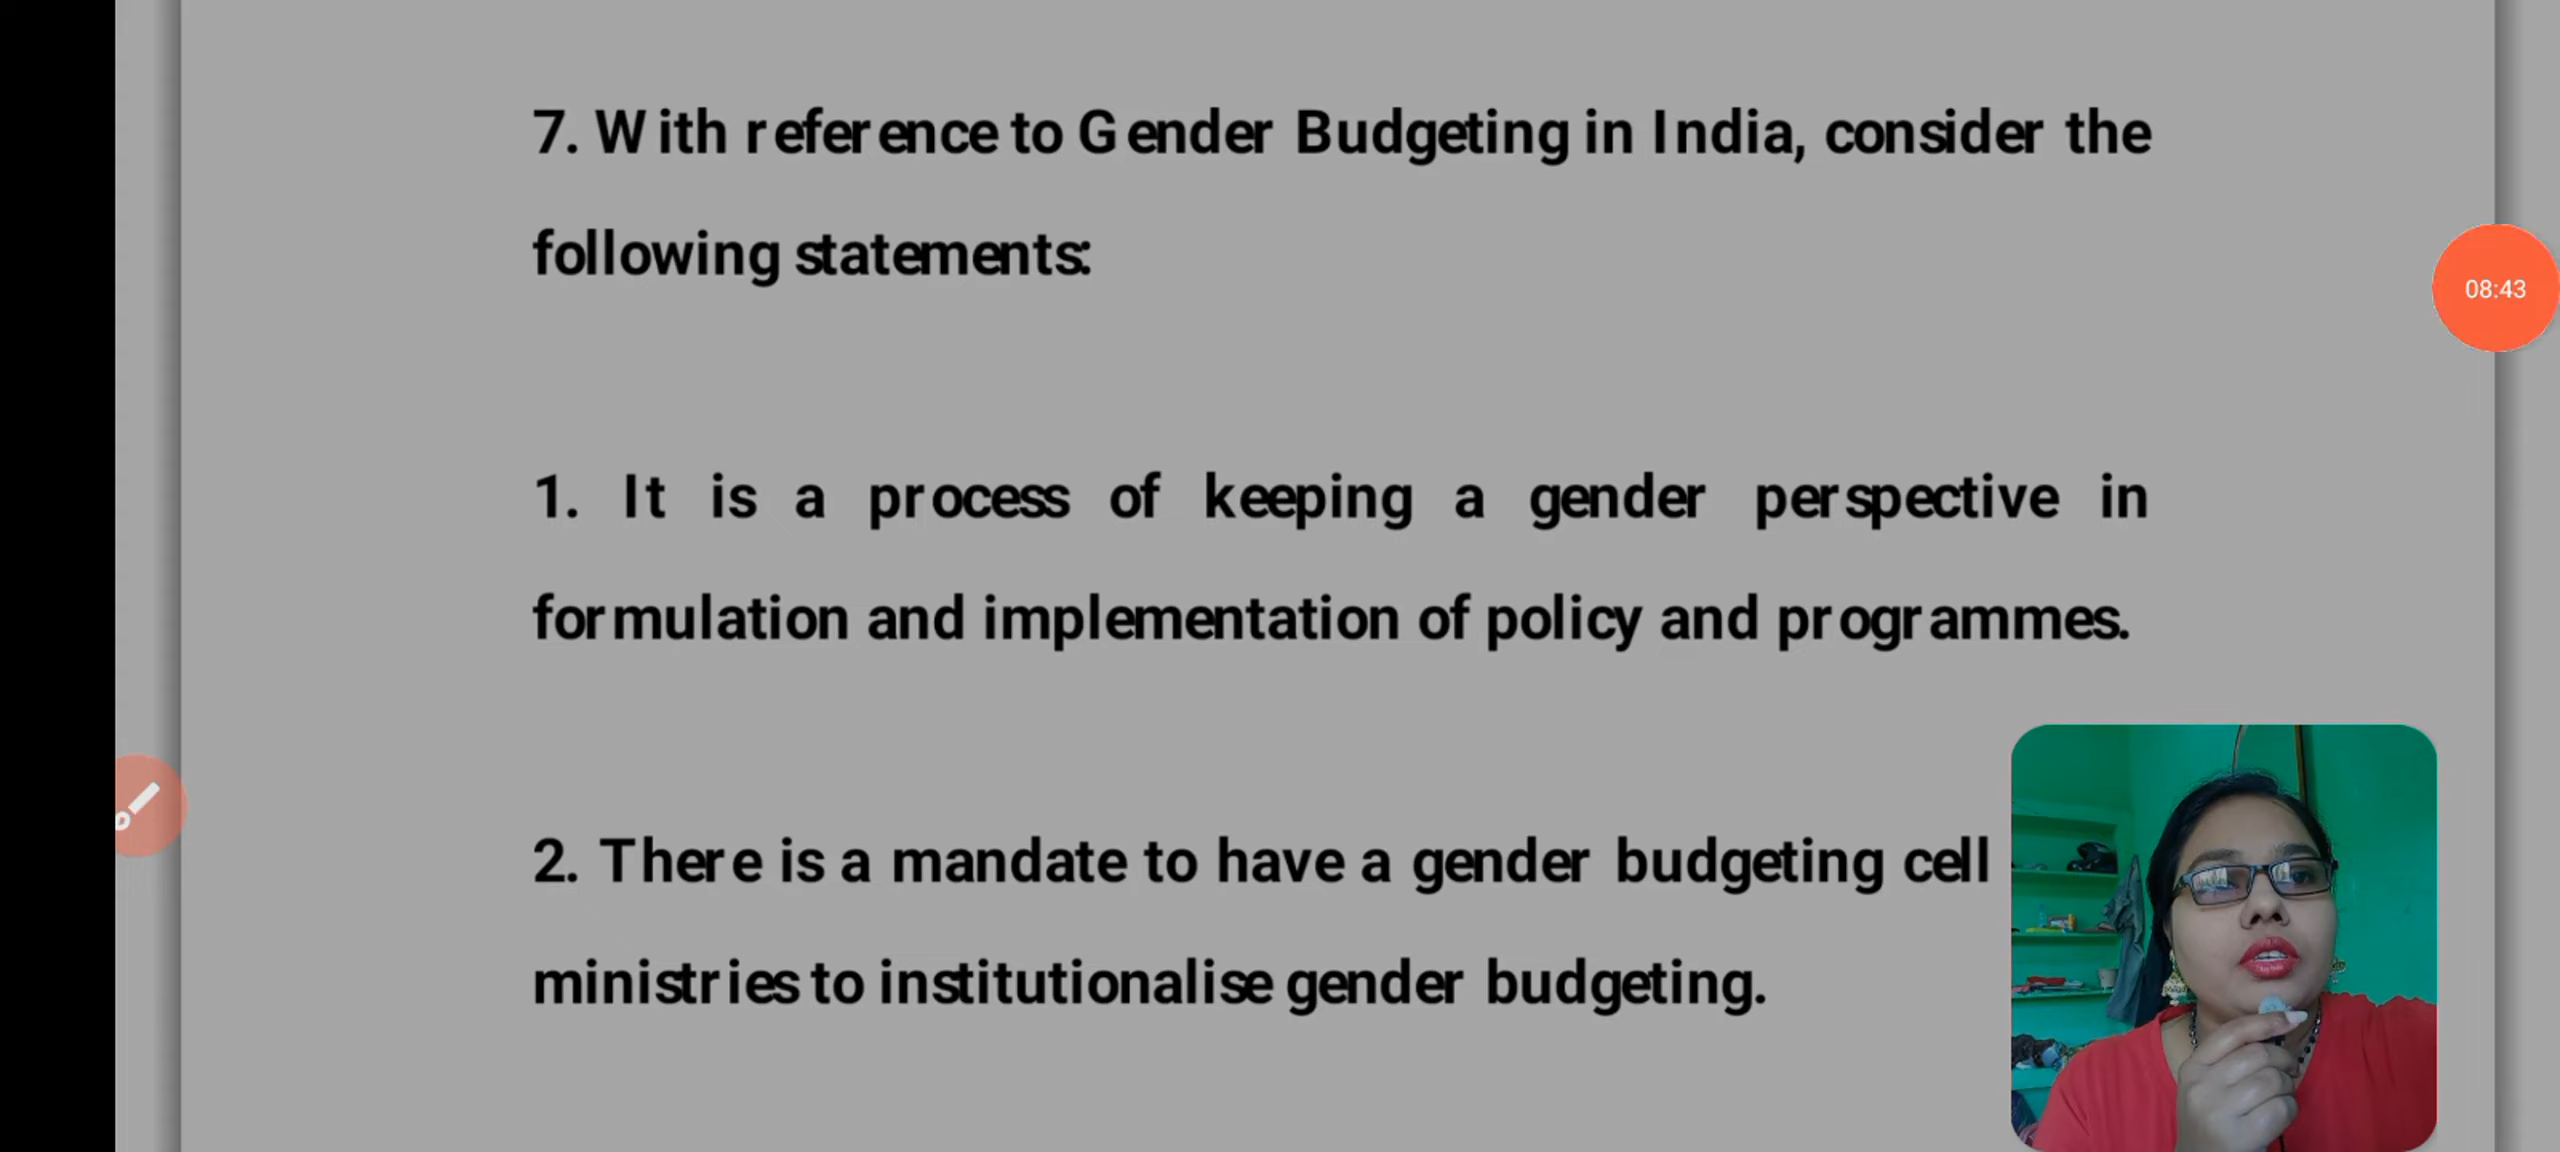 7. With reference to Gender Budgeting in India, consider the
following statements:
08:43
1. It is a process of keeping a gender perspective in
formulation and implementation of policy and programmes.
2. There is a mandate to have a gender budgeting cell
ministries to institutionalise gender budgeting.